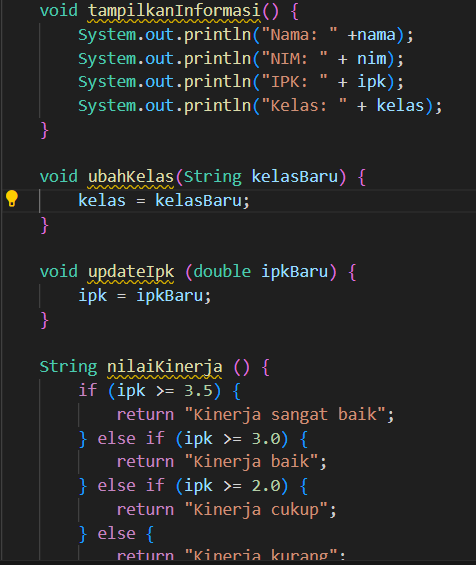 void tampilkanInformasi() {
System.out.println("Nama: " +nama);
System.out.println("NIM: " + nim);
System.out.println("IPK: " + ipk);
System.out.println("Kelas: " + kelas);
}
void ubahKelas(String kelasBaru) {
kelas = kelasBaru;
}
void updateIpk (double ipkBaru) {
ipk = ipkBaru;
}
String nilaiKinerja () {
if (ipk >= 3.5) {
return "Kinerja sangat baik";
} else if (ipk >= 3.0) {
return "Kinerja baik";
} else if (ipk >= 2.0) {
return "Kinerja cukup";
} else {
return "Kinerja kurang";